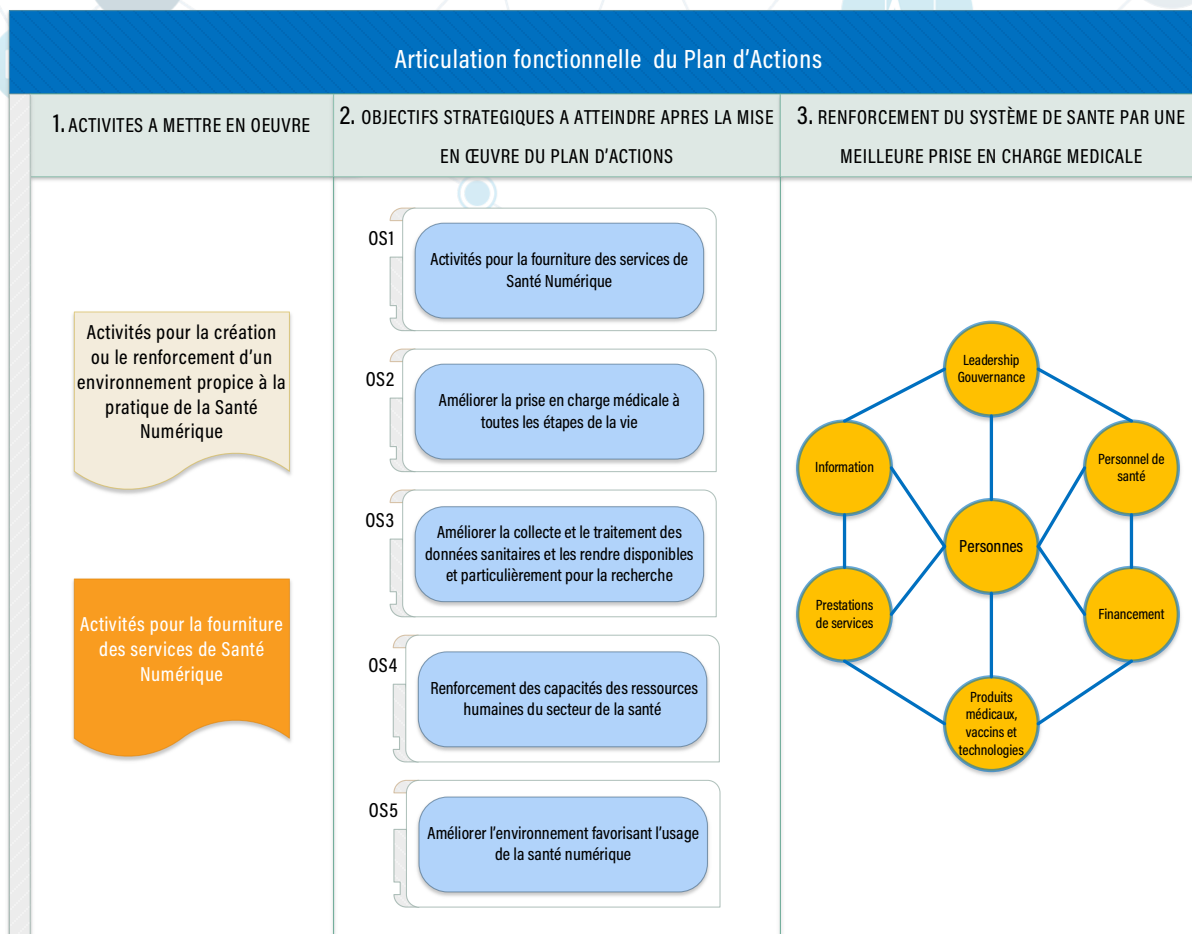 Articulation fonctionnelle du Plan d'Actions
1. ACTIVITES A METTRE EN OEUVRE
2. OBJECTIFS STRATEGIQUES A ATTEINDRE APRES LA MISE
EN ŒUVRE DU PLAN D'ACTIONS
3. RENFORCEMENT DU SYSTÈME DE SANTE PAR UNE
MEILLEURE PRISE EN CHARGE MEDICALE
Activités pour la création
ou le renforcement d'un
environnement propice à la
pratique de la Santé
Numérique
Activités pour la fourniture
des services de Santé
Numérique
OS1
Activités pour la fourniture des services de
Santé Numérique
OS2
Améliorer la prise en charge médicale à
toutes les étapes de la vie
OS3
Améliorer la collecte et le traitement des
données sanitaires et les rendre disponibles
et particulièrement pour la recherche
OS4
Renforcement des capacités des ressources
humaines du secteur de la santé
OS5
Améliorer l'environnement favorisant l'usage
de la santé numérique
Leadership
Gouvernance
Information
Personnel de
santé
Personnes
Prestations
de services
Financement
Produits
médicaux,
vaccins et
technologies